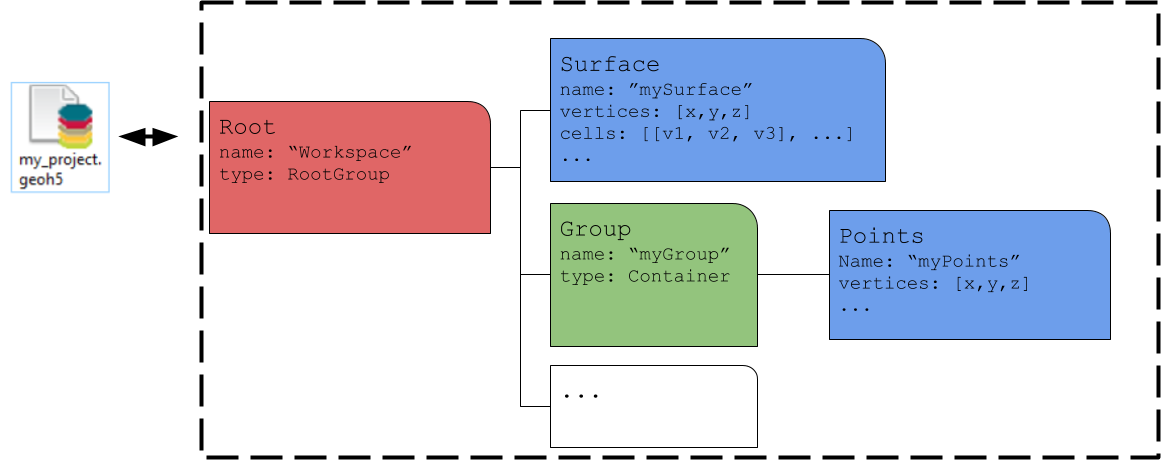 my_project.
geoh5
Root
name: “Workspace”
type: RootGroup
Surface
name: ”mySurface”
vertices: [x,y,z]
cells: [[v1, v2, v3], ...]
...
Group
name: “myGroup”
type: Container
Points
Name: “myPoints”
vertices: [x,y,z]
...
...